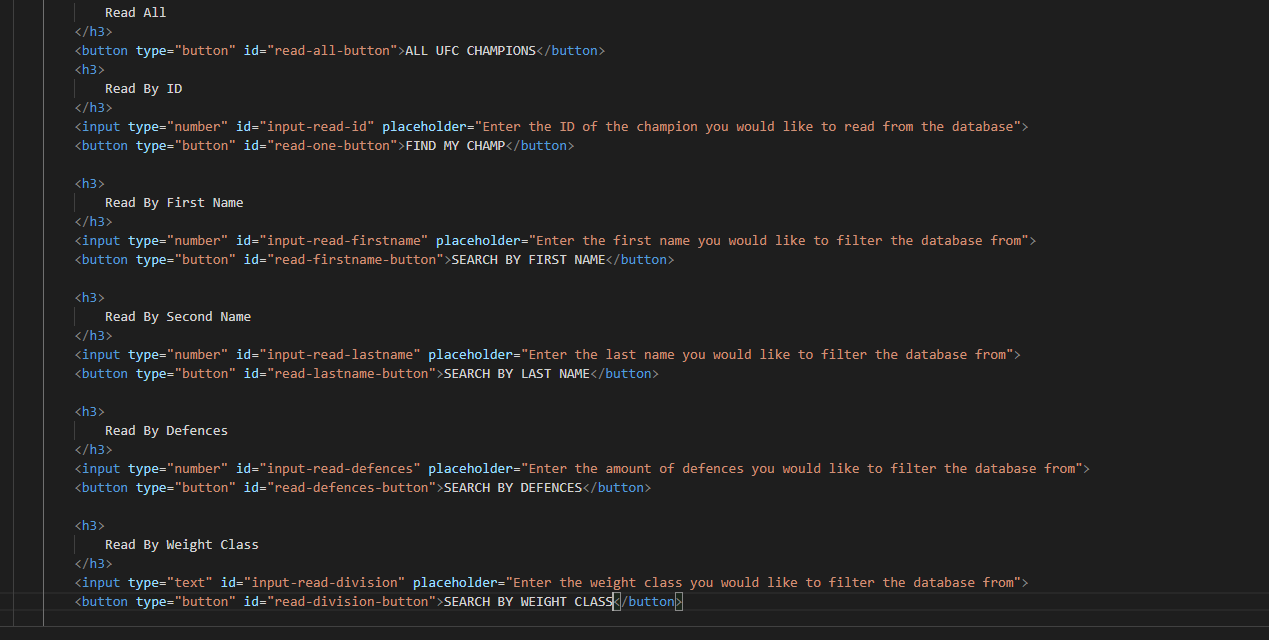 Read All
</h3>
<button type="button" id="read-all-button">ALL UFC CHAMPIONS</button>
<h3>
Read By ID
</h3>
<input type="number" id="input-read-id" placeholder="Enter the ID of the champion you would like to read from the database">
<button type="button" id="read-one-button">FIND MY CHAMP</button>
<h3>
Read By First Name
</h3>
<input type="number" id="input-read-firstname" placeholder="Enter the first name you would like to filter the database from">
<button type="button" id="read-firstname-button">SEARCH BY FIRST NAME</button>
<h3>
Read By Second Name
</h3>
<input type="number" id="input-read-lastname" placeholder="Enter the last name you would like to filter the database from">
<button type="button" id="read-lastname-button">SEARCH BY LAST NAME</button>
<h3>
Read By Defences
</h3>
<input type="number" id="input-read-defences" placeholder="Enter the amount of defences you would like to filter the database from">
<button type="button" id="read-defences-button">SEARCH BY DEFENCES</button>
<h3>
Read By Weight Class
</h3>
<input type="text" id="input-read-division" placeholder="Enter the weight class you would like to filter the database from">
<button type="button" id="read-division-button">SEARCH BY WEIGHT CLASS</button>